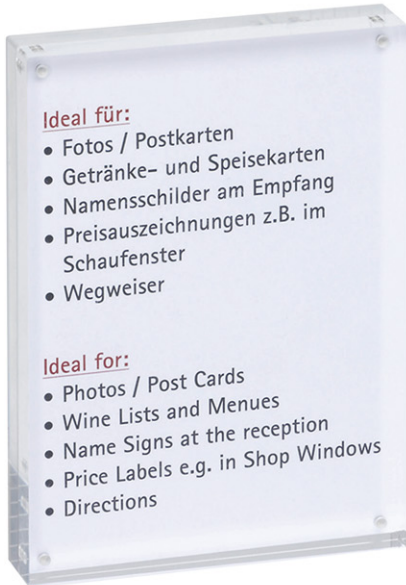 Ideal für:
• Fotos / Postkarten
• Getränke- und Speisekarten
• Namensschilder am Empfang
• Preisauszeichnungen z.B. im
Schaufenster
• Wegweiser
Ideal for:
• Photos / Post Cards
• Wine Lists and Menues
• Name Signs at the reception
• Price Labels e.g. in Shop Windows
• Directions